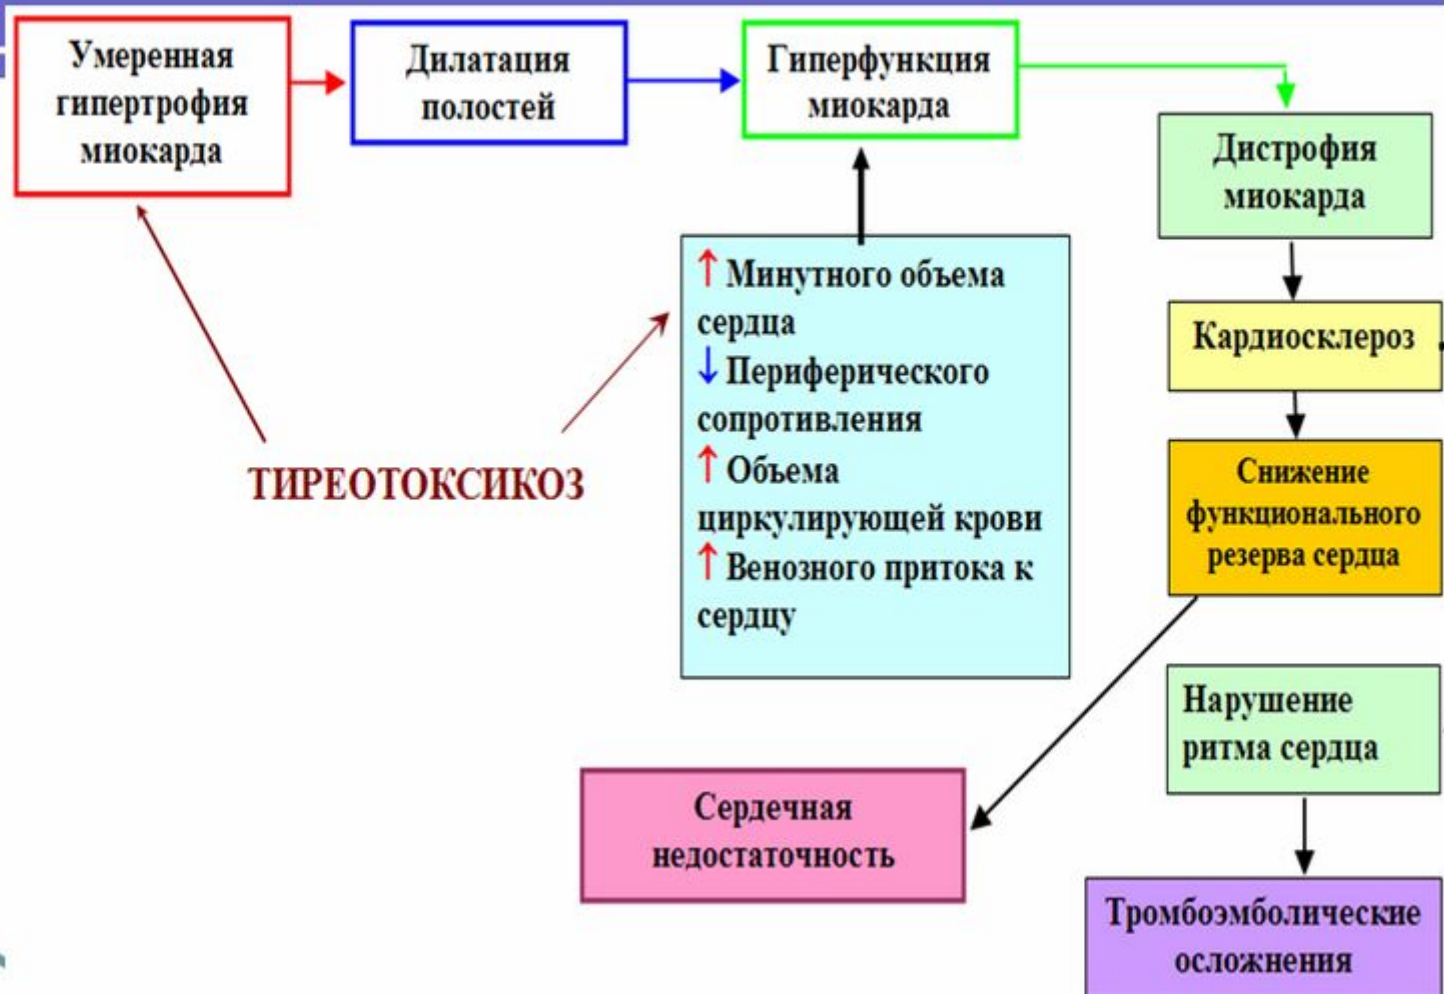 Умеренная
гипертрофия
миокарда
Дилатация
полостей
Гиперфункция
миокарда
Дистрофия
миокарда
↑ Минутного объема
сердца
↓ Периферического
сопротивления
↑ Объема
циркулирующей крови
↑ Венозного притока к
сердцу
Кардиосклероз
ТИРЕОТОКСИКОЗ
Снижение
функционального
резерва сердца
Нарушение
ритма сердца
Сердечная
недостаточность
Тромбоэмболические
осложнения